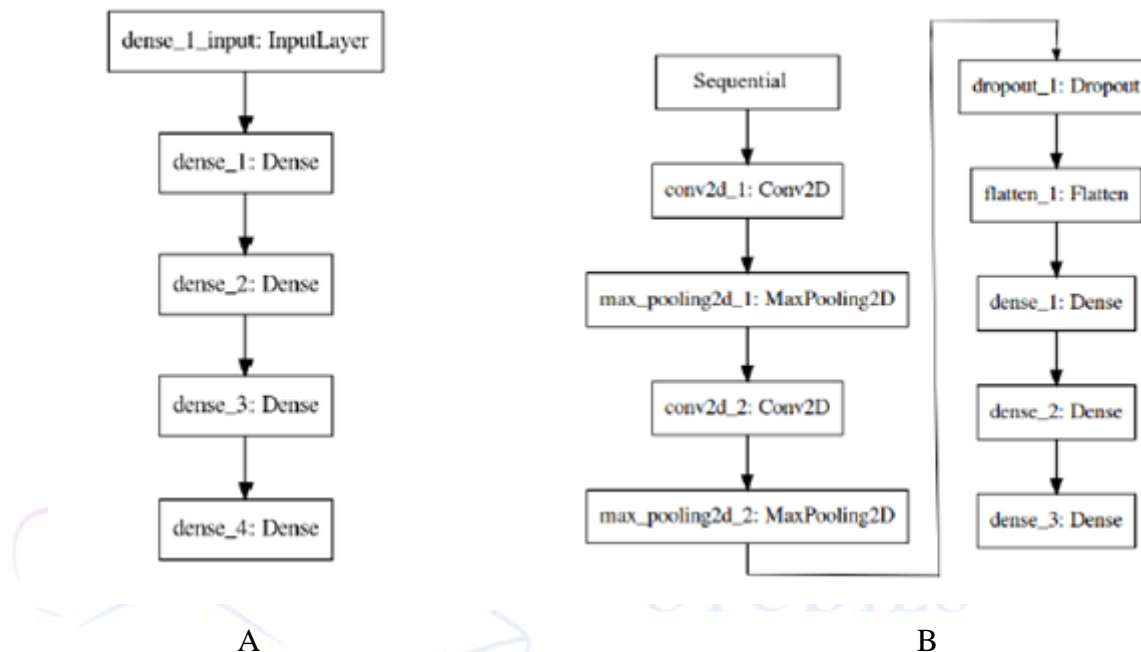 dense_1_input: InputLayer
dense_1: Dense
dense_2: Dense
dense_3: Dense
dense_4: Dense
A
Sequential
conv2d_1: Conv2D
max_pooling2d_1: MaxPooling2D
conv2d_2: Conv2D
max_pooling2d_2: MaxPooling2D
dropout_1: Dropout
flatten_1: Flatten
dense_1: Dense
dense_2: Dense
dense_3: Dense
B